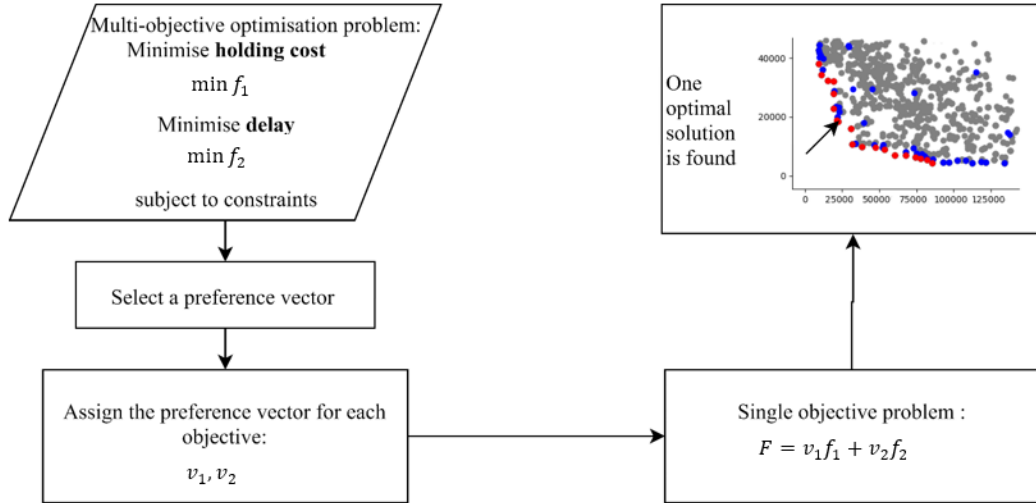 Multi-objective optimisation problem:
Minimise holding cost
min f₁
Minimise delay
min f₂
subject to constraints
Select a preference vector
Assign the preference vector for each
objective:
v₁, v₂
Single objective problem :
F = v₁f₁ + v₂f₂
One
optimal
solution
is found
40000
20000
0
0 25000 50000 75000 100000 125000